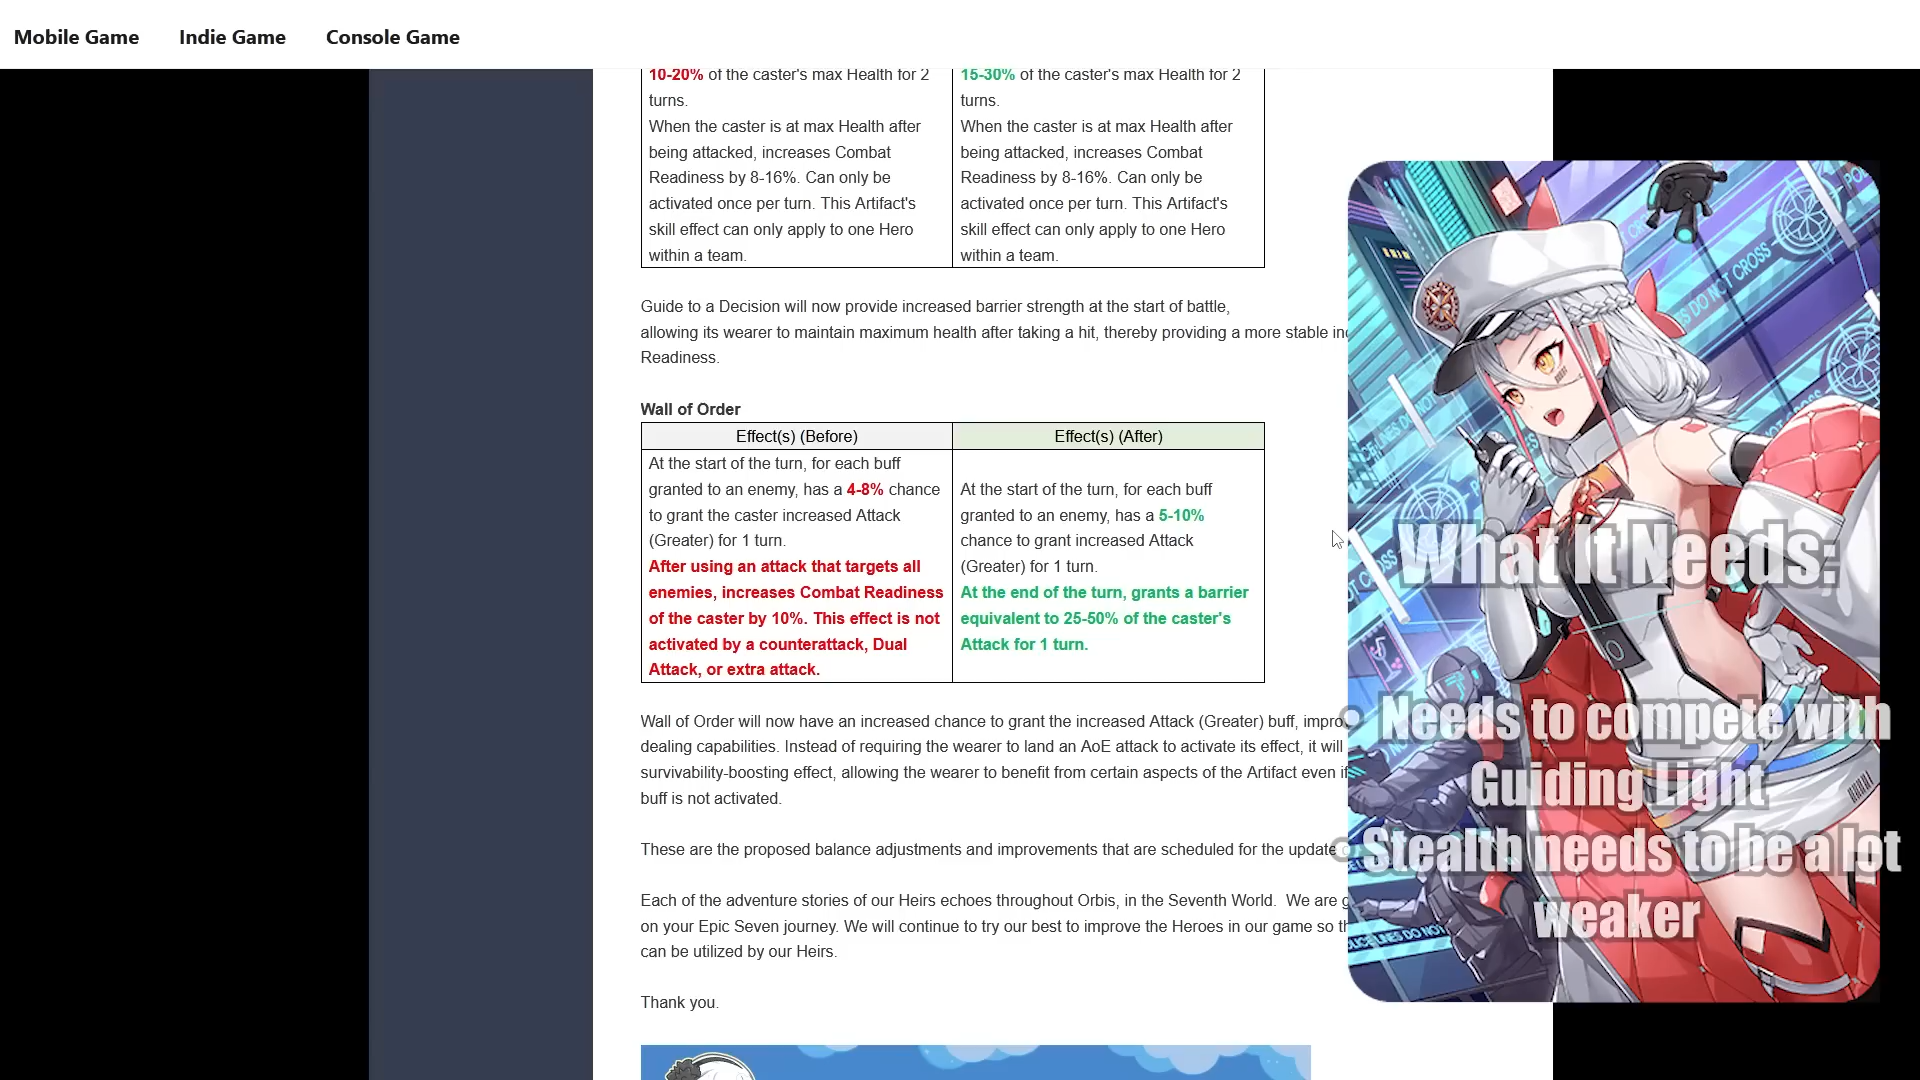 Mobile Game Indie Game Console Game
10-20% of the caster's max Health for 2
turns.
When the caster is at max Health after
being attacked, increases Combat
Readiness by 8-16%. Can only be
activated once per turn. This Artifact's
skill effect can only apply to one Hero
within a team.
15-30% of the caster's max Health for 2
turns.
When the caster is at max Health after
being attacked, increases Combat
Readiness by 8-16%. Can only be
activated once per turn. This Artifact's
skill effect can only apply to one Hero
within a team.
Guide to a Decision will now provide increased barrier strength at the start of battle,
allowing its wearer to maintain maximum health after taking a hit, thereby providing a more stable
Readiness.
Wall of Order
Effect(s) (Before)
Effect(s) (After)
At the start of the turn, for each buff
granted to an enemy, has a 4-8% chance
to grant the caster increased Attack
(Greater) for 1 turn.
After using an attack that targets all
enemies, increases Combat Readiness
of the caster by 10%. This effect is not
activated by a counterattack, Dual
Attack, or extra attack.
At the start of the turn, for each buff
granted to an enemy, has a 5-10%
chance to grant increased Attack
(Greater) for 1 turn.
At the end of the turn, grants a barrier
equivalent to 25-50% of the caster's
Attack for 1 turn.
Wall of Order will now have an increased chance to grant the increased Attack (Greater) buff,
dealing capabilities. Instead of requiring the wearer to land an AoE attack to activate its effect, it will
survivability-boosting effect, allowing the wearer to benefit from certain aspects of the Artifact even
buff is not activated.
These are the proposed balance adjustments and improvements that are scheduled for the update
Each of the adventure stories of our Heirs echoes throughout Orbis, in the Seventh World. We are
on your Epic Seven journey. We will continue to try our best to improve the Heroes in our game so
can be utilized by our Heirs.
Thank you.
DO NOT CROSS
What It Needs:
• Needs to compete with
Guiding Light
• Stealth needs to be a lot
weaker